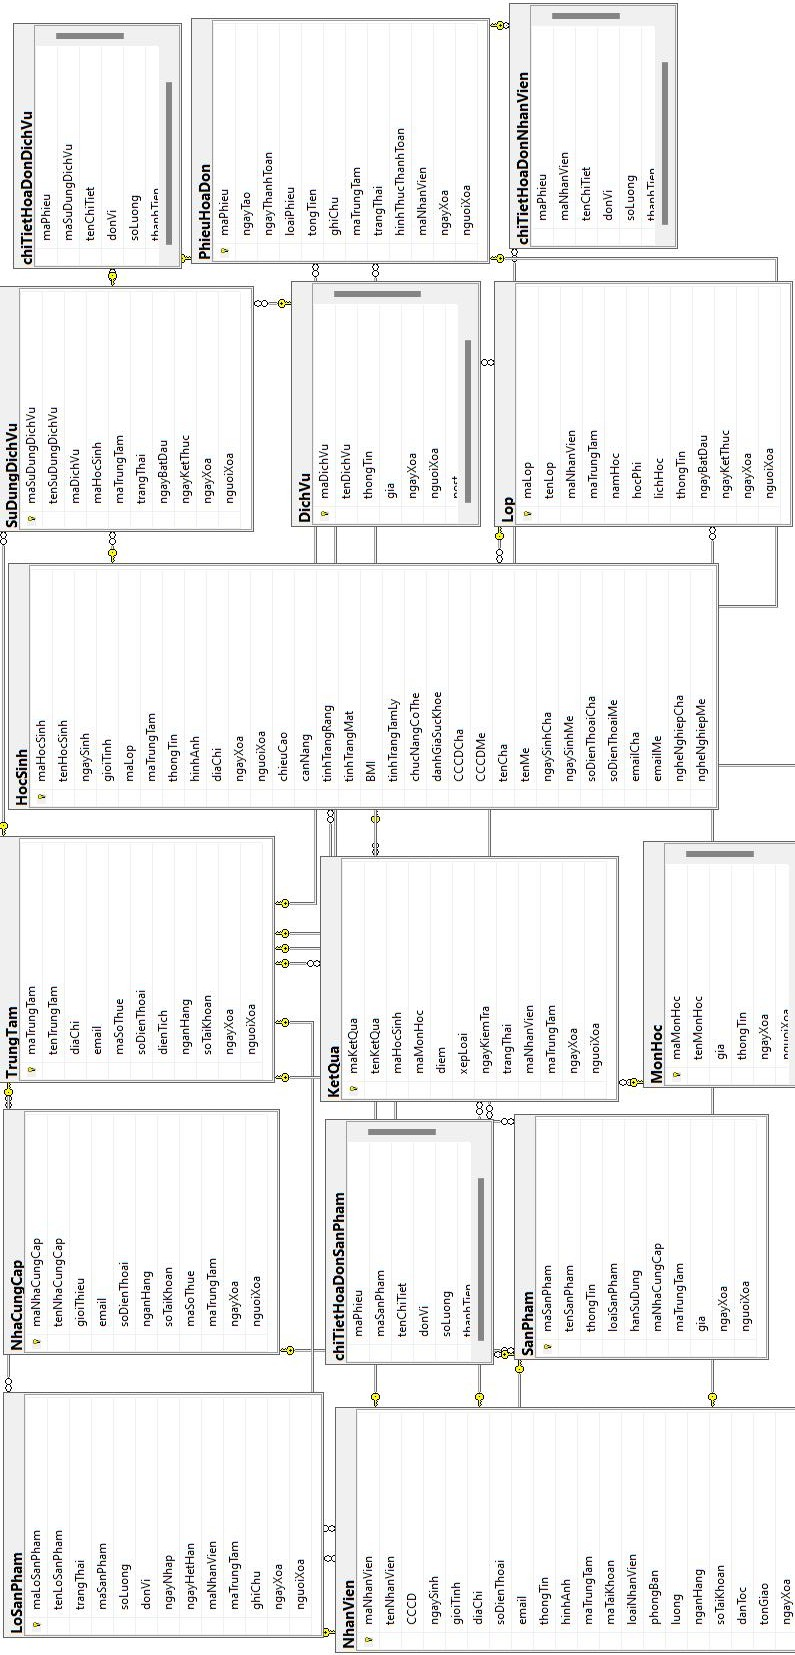 LoSanPham
maLoSanPham
tenLoSanPham
trangThai
maSanPham
soLuong
donVi
ngayNhap
ngayHetHan
maNhanVien
maTrungTam
ghiChu
ngayXoa
nguoiXoa
NhaCungCap
maNhaCungCap
tenNhaCungCap
gioiThieu
email
soDienThoai
nganHang
soTaiKhoan
maSoThue
maTrungTam
ngayXoa
nguoiXoa
TrungTam
maTrungTam
tenTrungTam
diaChi
email
maSoThue
soDienThoai
dienTich
nganHang
soTaiKhoan
ngayXoa
nguoiXoa
SuDungDichVu
maSuDungDichVu
tenSuDungDichVu
maDichVu
maHocSinh
maTrungTam
trangThai
ngayBatDau
ngayKetThuc
ngayXoa
nguoiXoa
chiTietHoaDonDichVu
maPhieu
maSuDungDichVu
tenChiTiet
donVi
soLuong
thanhTien
HocSinh
maHocSinh
tenHocSinh
ngaySinh
gioiTinh
maLop
maTrungTam
thongTin
hinhAnh
diaChi
ngayXoa
nguoiXoa
chieuCao
canNang
tinhTrangRang
tinhTrangMat
BMI
tinhTrangTamLy
chucNangCoThe
danhGiaSucKhoe
CCCDCha
CCCDMe
tenCha
tenMe
ngaySinhCha
ngaySinhMe
soDienThoaiCha
soDienThoaiMe
emailCha
emailMe
ngheNghiepCha
ngheNghiepMe
PhieuHoaDon
maPhieu
ngayTao
ngayThanhToan
loaiPhieu
tongTien
ghiChu
maTrungTam
trangThai
hinhThucThanhToan
maNhanVien
ngayXoa
nguoiXoa
DichVu
maDichVu
tenDichVu
thongTin
gia
ngayXoa
nguoiXoa
KetQua
maKetQua
tenKetQua
maHocSinh
maMonHoc
diem
xepLoai
ngayKiemTra
trangThai
maNhanVien
maTrungTam
ngayXoa
nguoiXoa
chiTietHoaDonSanPham
maPhieu
maSanPham
tenChiTiet
donVi
soLuong
thanhTien
NhanVien
maNhanVien
tenNhanVien
CCCD
ngaySinh
gioiTinh
diaChi
soDienThoai
email
thongTin
hinhAnh
maTrungTam
maTaiKhoan
loaiNhanVien
phongBan
luong
nganHang
soTaiKhoan
danToc
tonGiao
ngayXoa
SanPham
maSanPham
tenSanPham
thongTin
loaiSanPham
hanSuDung
maNhaCungCap
maTrungTam
gia
ngayXoa
nguoiXoa
MonHoc
maMonHoc
tenMonHoc
gia
thongTin
ngayXoa
nguoiXoa
Lop
maLop
tenLop
maNhanVien
maTrungTam
namHoc
hocPhi
lichHoc
thongTin
ngayBatDau
ngayKetThuc
ngayXoa
nguoiXoa
chiTietHoaDonNhanVien
maPhieu
maNhanVien
tenChiTiet
donVi
soLuong
thanhTien